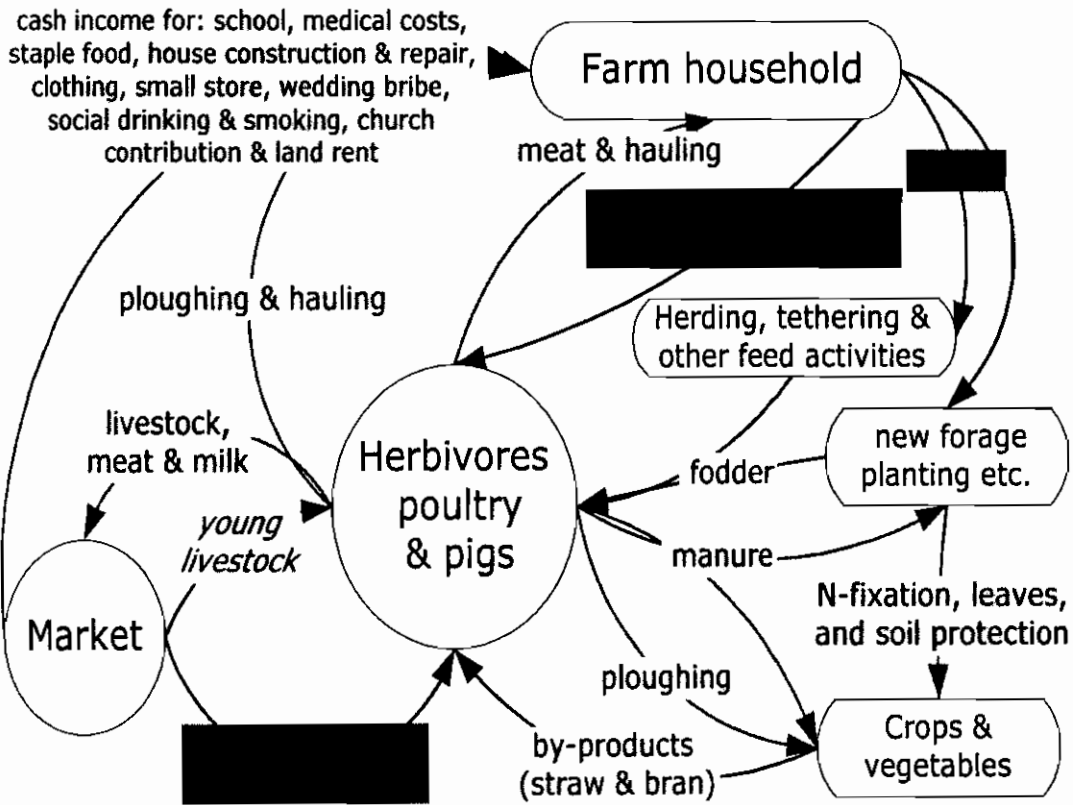 cash income for: school, medical costs,
staple food, house construction & repair,
clothing, small store, wedding bribe,
social drinking & smoking, church
contribution & land rent
Farm household
meat & hauling
ploughing & hauling
Herding, tethering &
other feed activities
livestock,
meat & milk
Herbivores
poultry
& pigs
new forage
planting etc.
fodder
young
livestock
manure
Market
N-fixation, leaves,
and soil protection
ploughing
by-products
(straw & bran)
Crops &
vegetables